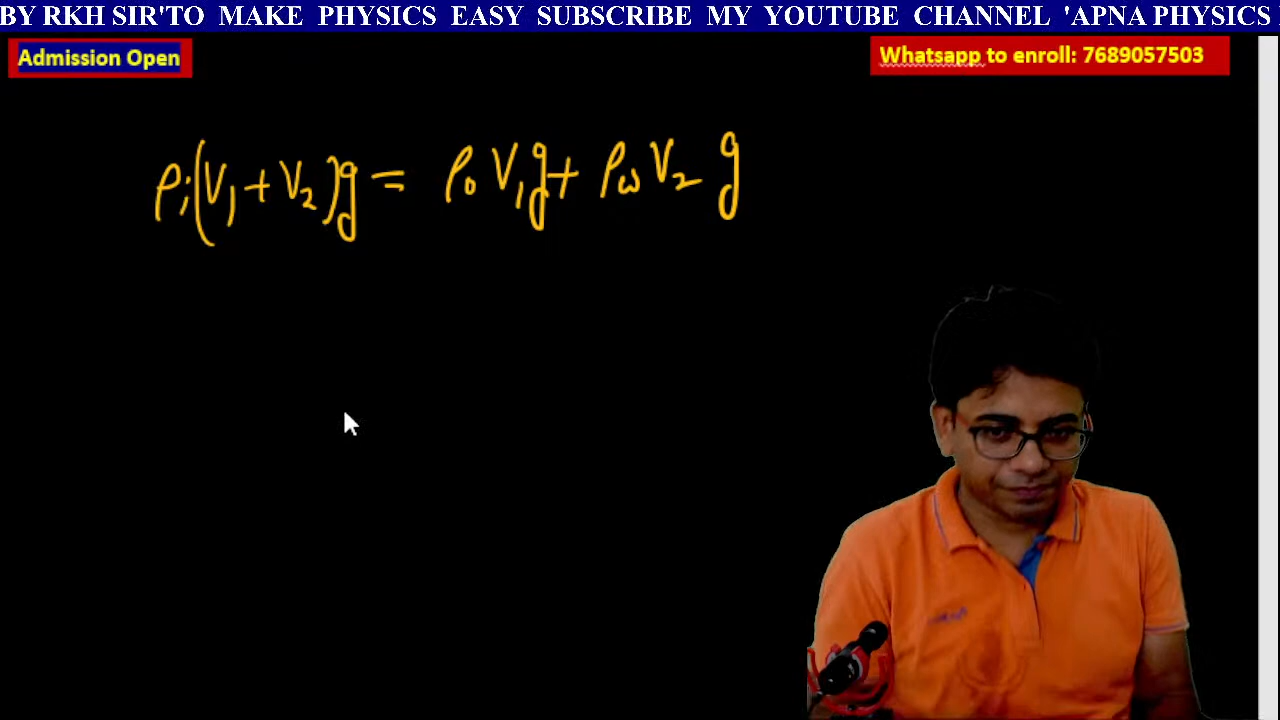 BY RKH SIR'TO MAKE PHYSICS EASY SUBSCRIBE MY YOUTUBE CHANNEL 'APNA PHYSICS
Admission Open
Whatsapp to enroll: 7689057503
ρᵢ(V₁+V₂)g = ρ₀V₁g + ρ_ωV₂g